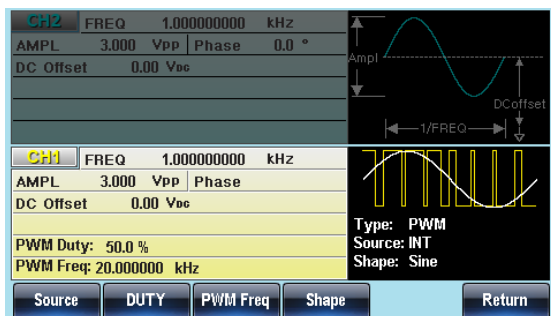 CH2 FREQ 1.000000000 kHz
AMPL 3.000 VPP Phase 0.0 °
DC Offset 0.00 VDC
Ampl
DCoffset
1/FREQ
CH1 FREQ 1.000000000 kHz
AMPL 3.000 VPP Phase
DC Offset 0.00 VDC
PWM Duty: 50.0 %
PWM Freq: 20.000000 kHz
Type: PWM
Source: INT
Shape: Sine
Source DUTY PWM Freq Shape Return